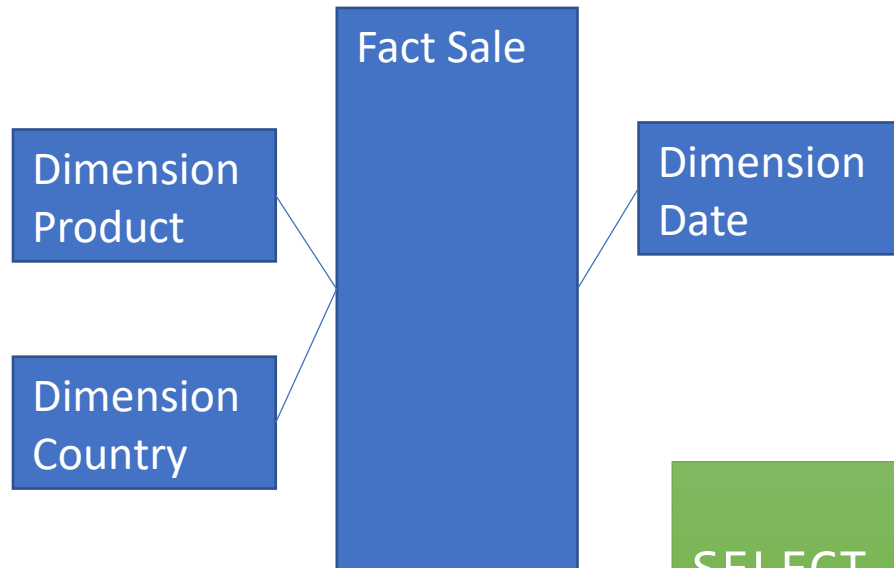 Fact Sale
Dimension
Product
Dimension
Date
Dimension
Country
SELECT